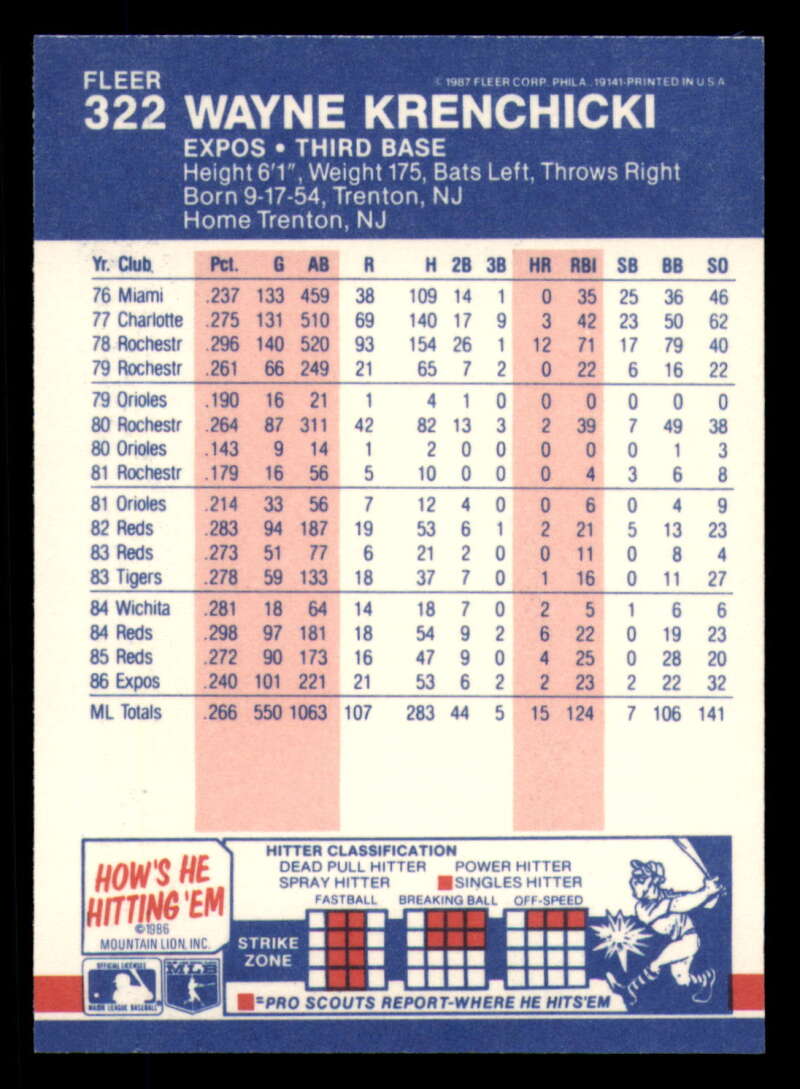 FLEER
© 1987 FLEER CORP. PHILA. 19141-PRINTED IN U.S.A.
322 WAYNE KRENCHICKI
EXPOS • THIRD BASE
Height 6'1", Weight 175, Bats Left, Throws Right
Born 9-17-54, Trenton, NJ
Home Trenton, NJ
Yr. Club Pct. G AB R H 2B 3B HR RBI SB BB SO
76 Miami .237 133 459 38 109 14 1 0 35 25 36 46
77 Charlotte .275 131 510 69 140 17 9 3 42 23 50 62
78 Rochestr .296 140 520 93 154 26 1 12 71 17 79 40
79 Rochestr .261 66 249 21 65 7 2 0 22 6 16 22
79 Orioles .190 16 21 1 4 1 0 0 0 0 0 0
80 Rochestr .264 87 311 42 82 13 3 2 39 7 49 38
80 Orioles .143 9 14 1 2 0 0 0 0 0 1 3
81 Rochestr .179 16 56 5 10 0 0 0 4 3 6 8
81 Orioles .214 33 56 7 12 4 0 0 6 0 4 9
82 Reds .283 94 187 19 53 6 1 2 21 5 13 23
83 Reds .273 51 77 6 21 2 0 0 11 0 8 4
83 Tigers .278 59 133 18 37 7 0 1 16 0 11 27
84 Wichita .281 18 64 14 18 7 0 2 5 1 6 6
84 Reds .298 97 181 18 54 9 2 6 22 0 19 23
85 Reds .272 90 173 16 47 9 0 4 25 0 28 20
86 Expos .240 101 221 21 53 6 2 2 23 2 22 32
ML Totals .266 550 1063 107 283 44 5 15 124 7 106 141
HOW'S HE
HITTING 'EM
©1986
MOUNTAIN LION, INC.
HITTER CLASSIFICATION
DEAD PULL HITTER POWER HITTER
SPRAY HITTER SINGLES HITTER
FASTBALL BREAKING BALL OFF-SPEED
STRIKE
ZONE
=PRO SCOUTS REPORT-WHERE HE HITS'EM
OFFICIAL LICENSEE
MAJOR LEAGUE BASEBALL
MLB